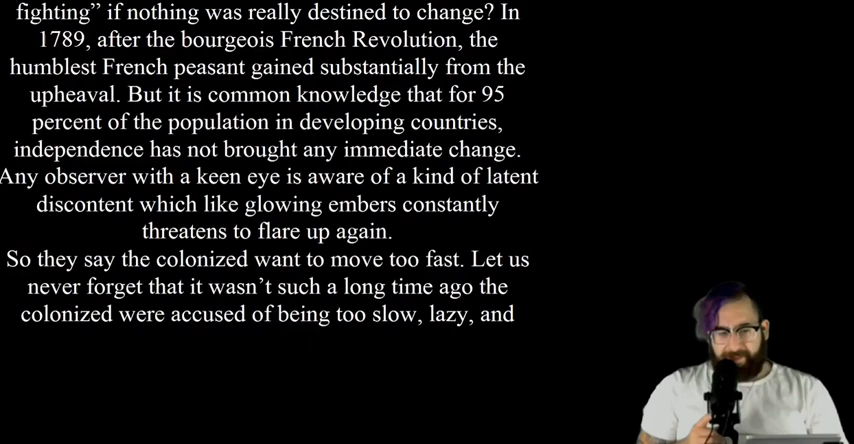 fighting” if nothing was really destined to change? In
1789, after the bourgeois French Revolution, the
humblest French peasant gained substantially from the
upheaval. But it is common knowledge that for 95
percent of the population in developing countries,
independence has not brought any immediate change.
Any observer with a keen eye is aware of a kind of latent
discontent which like glowing embers constantly
threatens to flare up again.
So they say the colonized want to move too fast. Let us
never forget that it wasn’t such a long time ago the
colonized were accused of being too slow, lazy, and